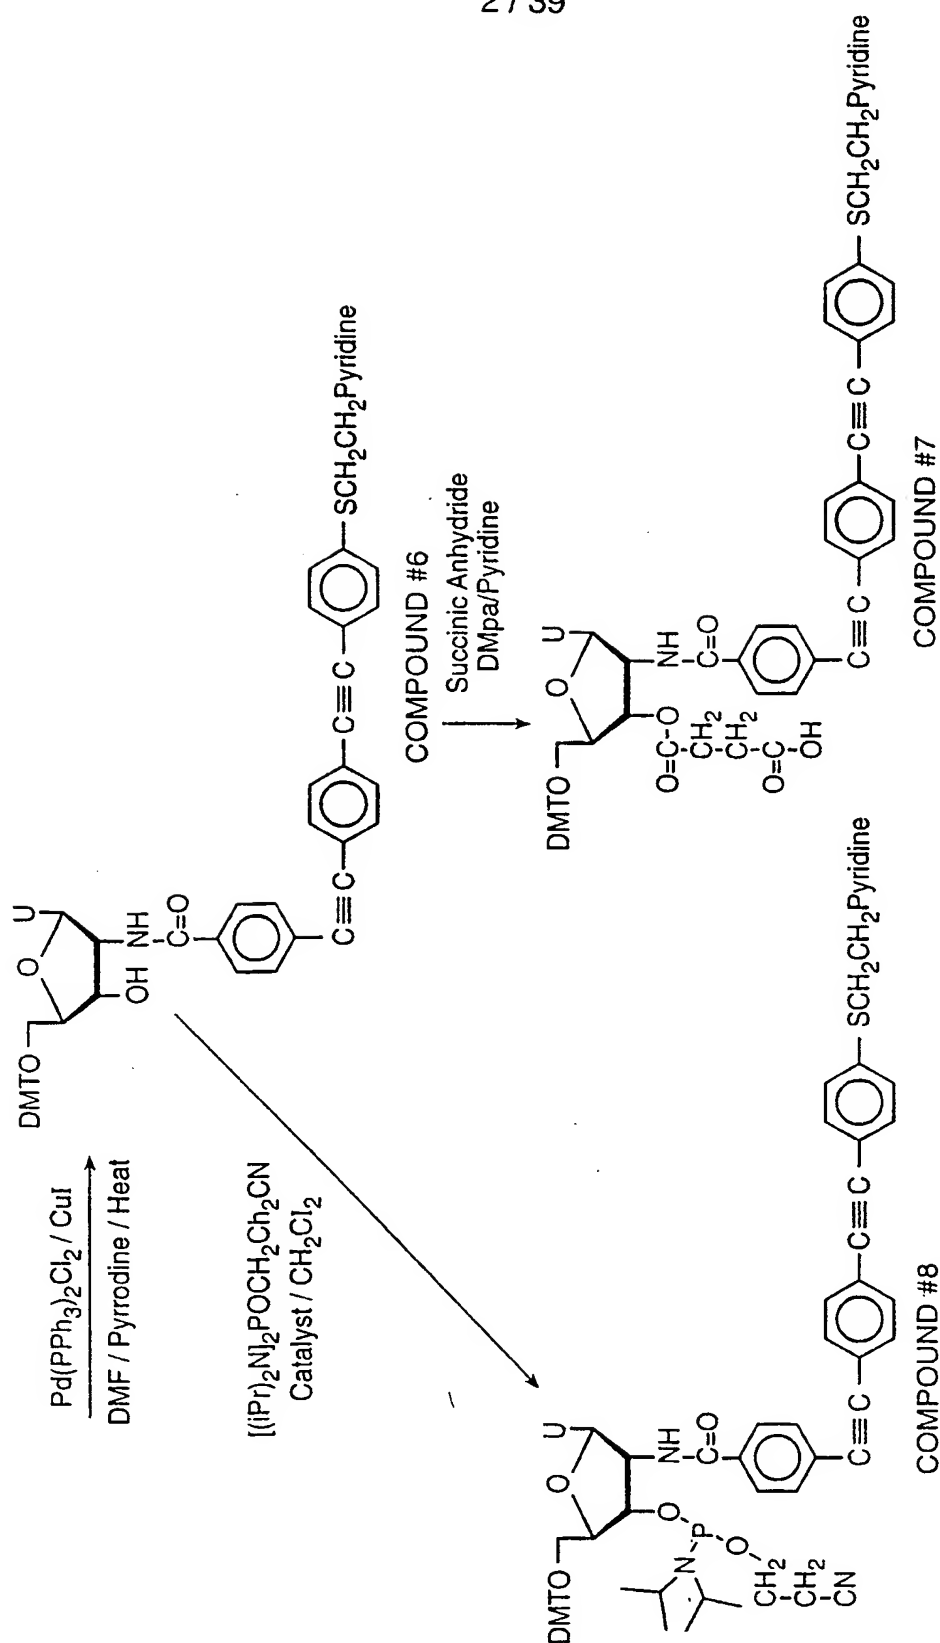 2 / 39
Pd(PPh3)2Cl2 / CuI
DMF / Pyrrodine / Heat
DMTO
O
U
OH
NH
C=O
C≡C
C≡C
SCH2CH2Pyridine
COMPOUND #6
[(iPr)2N]2POCH2Ch2CN
Catalyst / CH2Cl2
Succinic Anhydride
DMpa/Pyridine
DMTO
O
U
O
NH
C=O
P
N
O
CH2
CH2
CN
C≡C
C≡C
SCH2CH2Pyridine
COMPOUND #8
DMTO
O
U
O
NH
C=O
O=C
CH2
CH2
O=C
OH
C≡C
C≡C
SCH2CH2Pyridine
COMPOUND #7